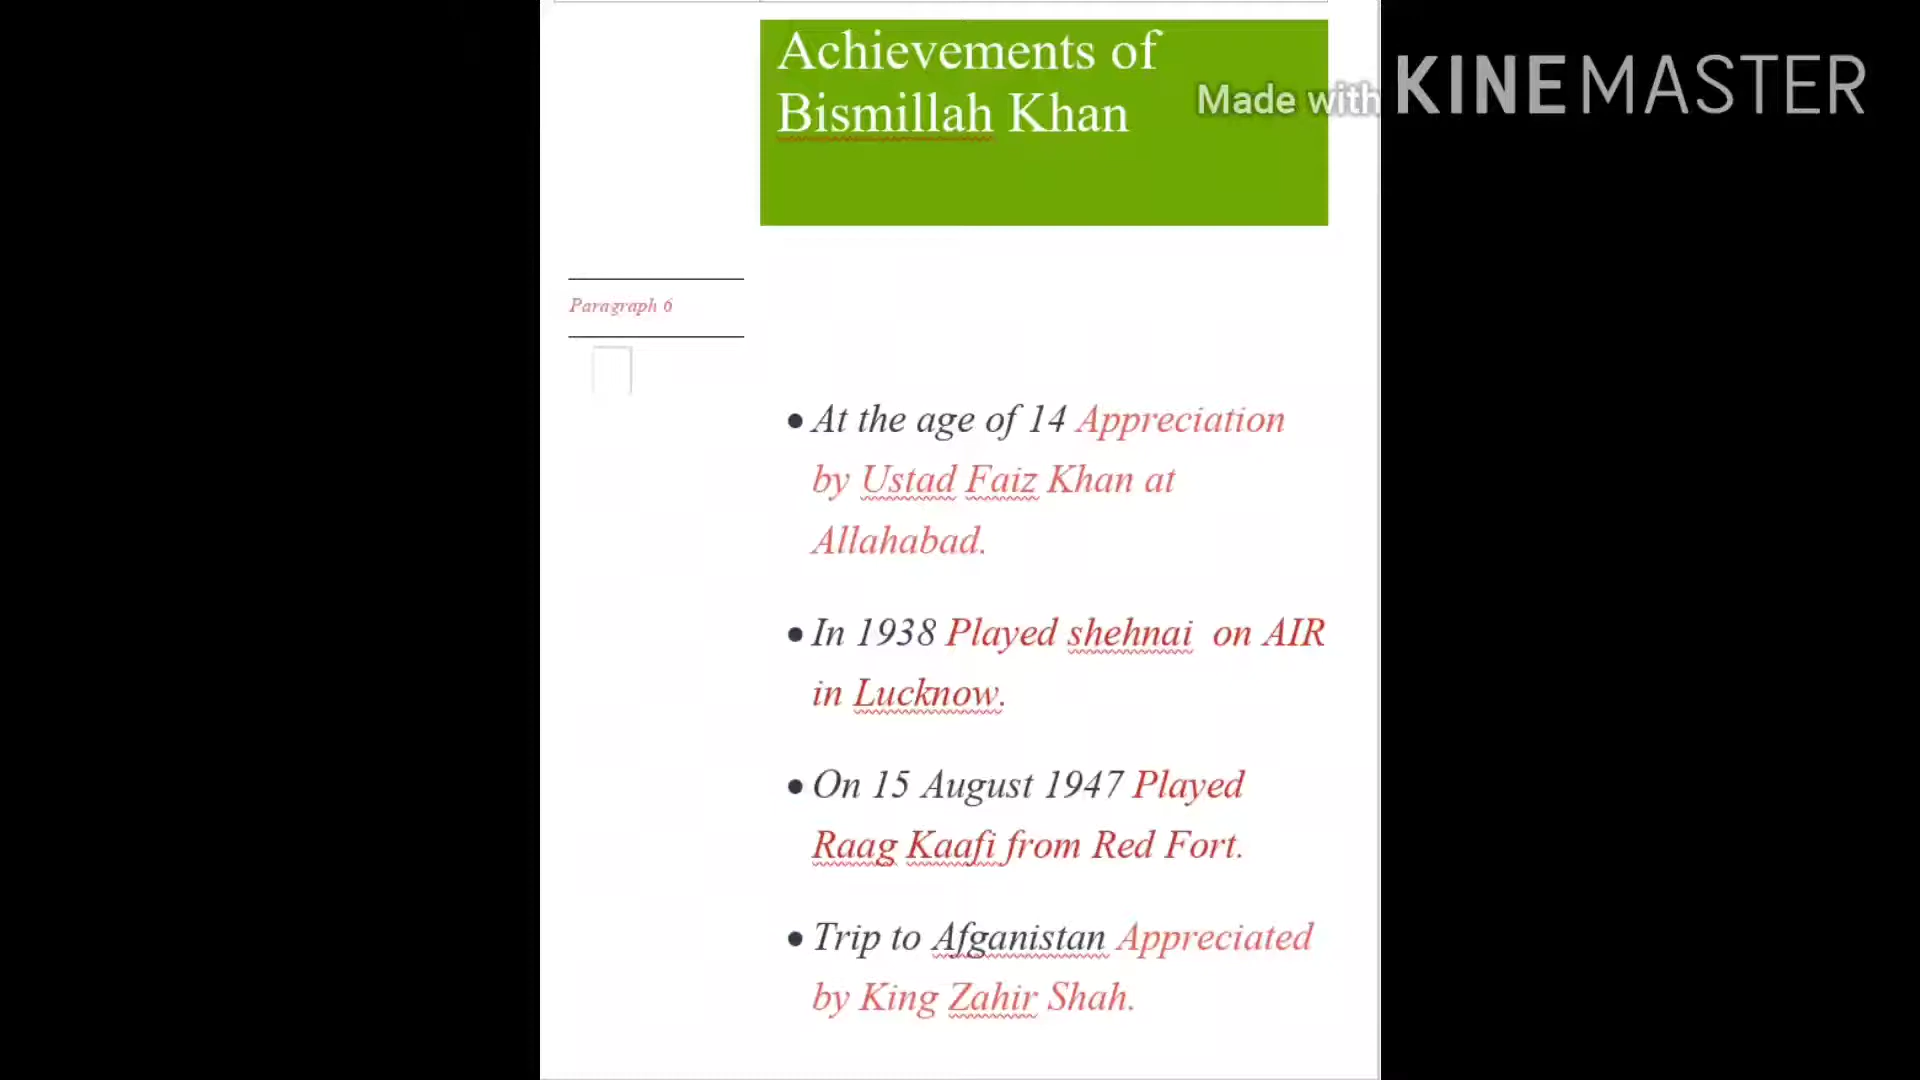 Achievements of
Bismillah Khan
Made with KINEMASTER
Paragraph 6
• At the age of 14 Appreciation
by Ustad Faiz Khan at
Allahabad.
• In 1938 Played shehnai on AIR
in Lucknow.
• On 15 August 1947 Played
Raag Kaafi from Red Fort.
• Trip to Afganistan Appreciated
by King Zahir Shah.